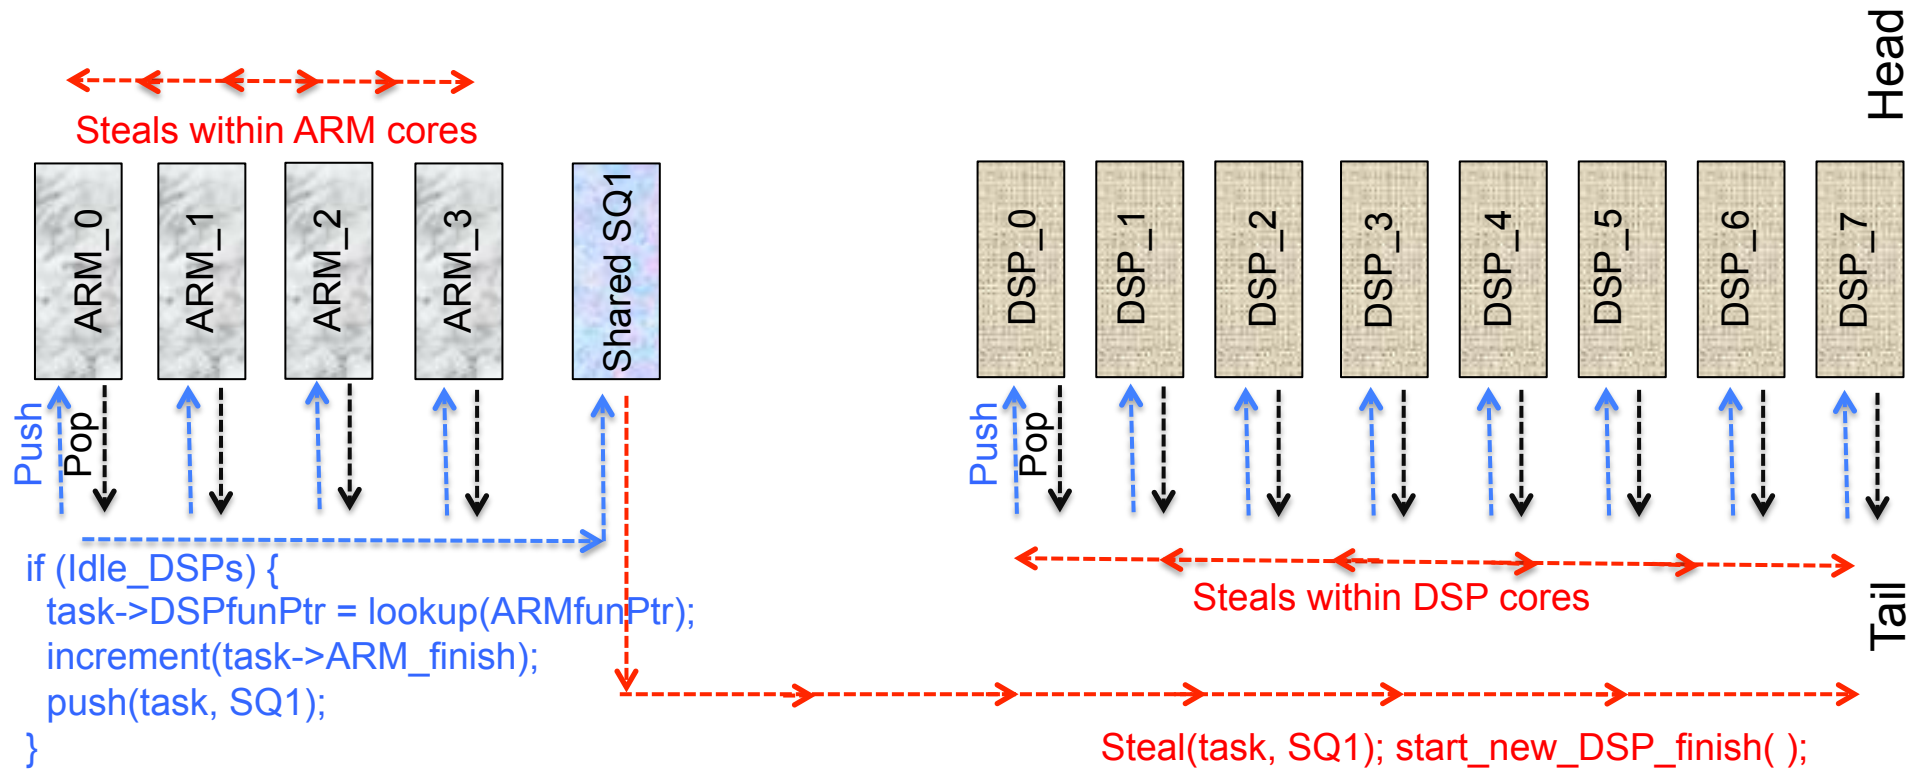 Head
Steals within ARM cores
ARM_0
ARM_1
ARM_2
ARM_3
Shared SQ1
DSP_0
DSP_1
DSP_2
DSP_3
DSP_4
DSP_5
DSP_6
DSP_7
Push
Pop
Push
Pop
if (Idle_DSPs) {
task->DSPfunPtr = lookup(ARMfunPtr);
increment(task->ARM_finish);
push(task, SQ1);
}
Steals within DSP cores
Tail
Steal(task, SQ1); start_new_DSP_finish( );